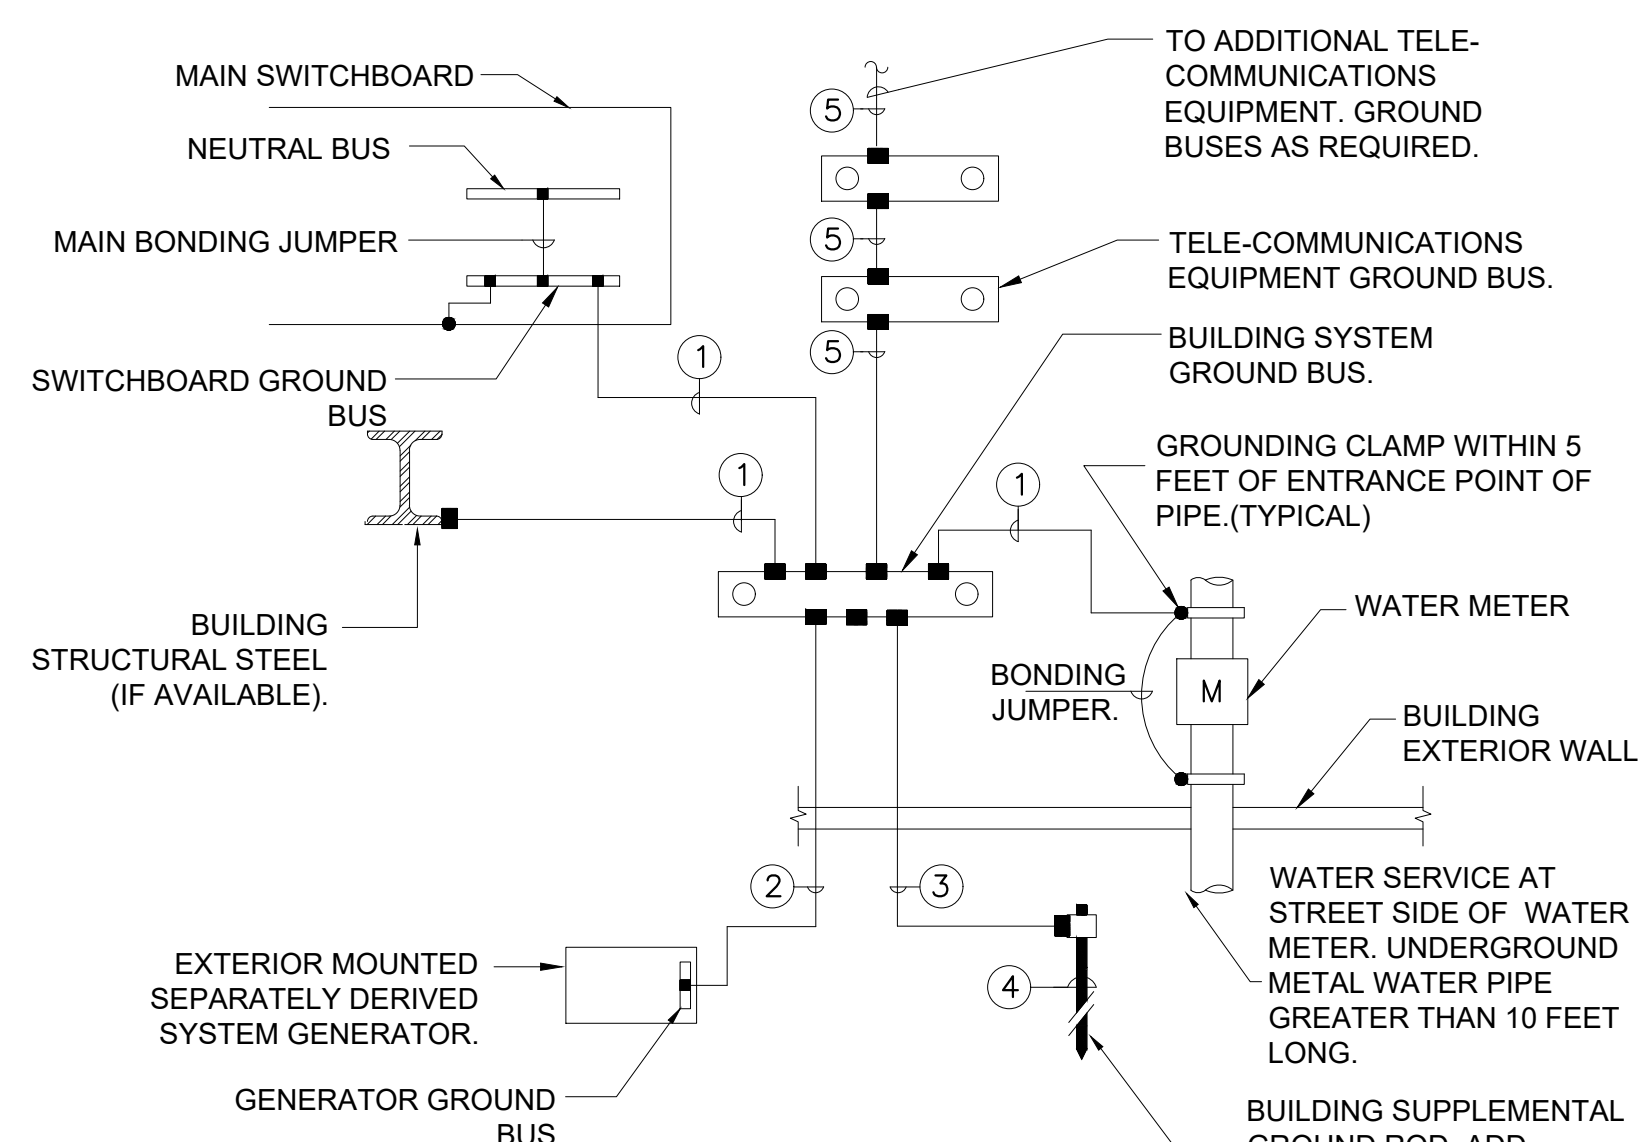 TO ADDITIONAL TELE-
COMMUNICATIONS
EQUIPMENT. GROUND
BUSES AS REQUIRED.
MAIN SWITCHBOARD
5
NEUTRAL BUS
MAIN BONDING JUMPER
5
TELE-COMMUNICATIONS
EQUIPMENT GROUND BUS.
5
BUILDING SYSTEM
GROUND BUS.
1
SWITCHBOARD GROUND
BUS
1
1
GROUNDING CLAMP WITHIN 5
FEET OF ENTRANCE POINT OF
PIPE.(TYPICAL)
WATER METER
BUILDING
STRUCTURAL STEEL
(IF AVAILABLE).
BONDING
JUMPER.
M
BUILDING
EXTERIOR WALL
2
3
WATER SERVICE AT
STREET SIDE OF WATER
METER. UNDERGROUND
METAL WATER PIPE
GREATER THAN 10 FEET
LONG.
EXTERIOR MOUNTED
SEPARATELY DERIVED
SYSTEM GENERATOR.
4
GENERATOR GROUND
BUS
BUILDING SUPPLEMENTAL
GROUND ROD. ADD